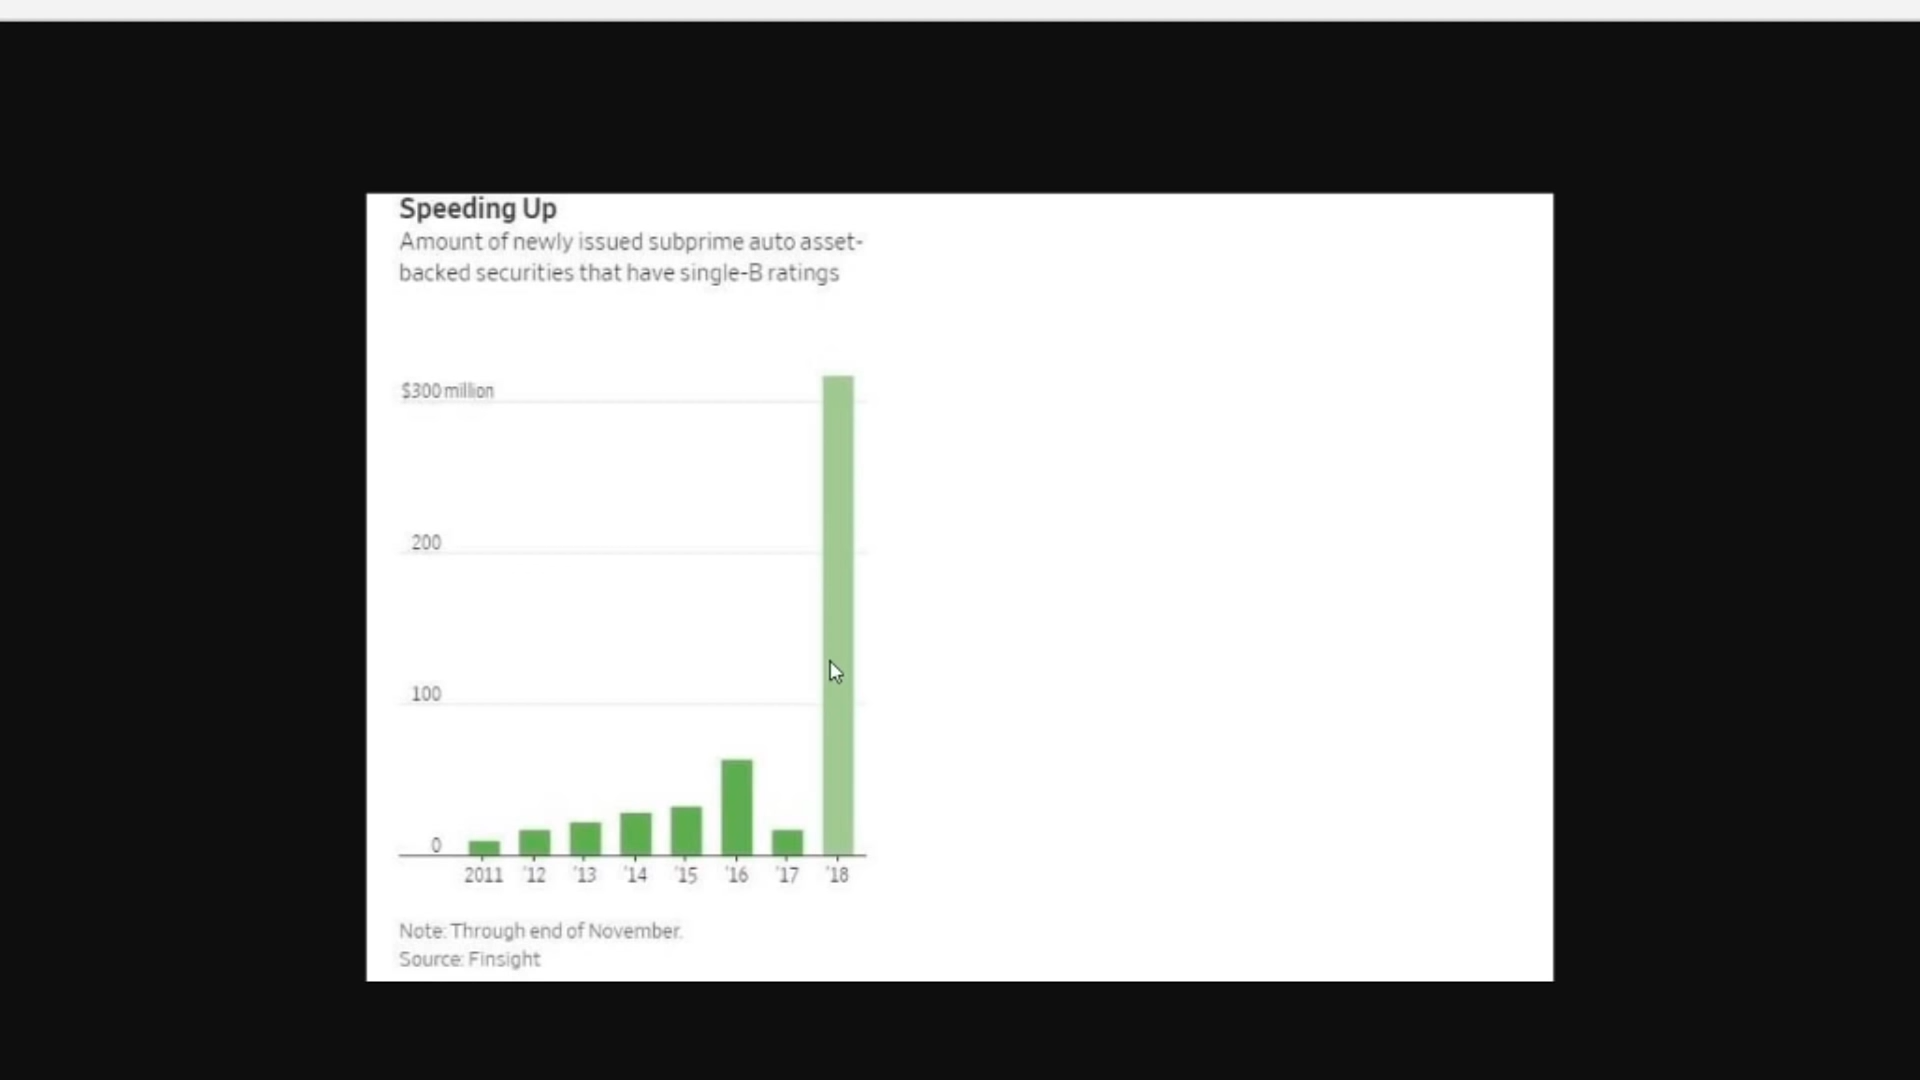 Speeding Up
Amount of newly issued subprime auto asset-
backed securities that have single-B ratings
$300 million
200
100
0
2011 '12 '13 '14 '15 '16 '17 '18
Note: Through end of November.
Source: Finsight